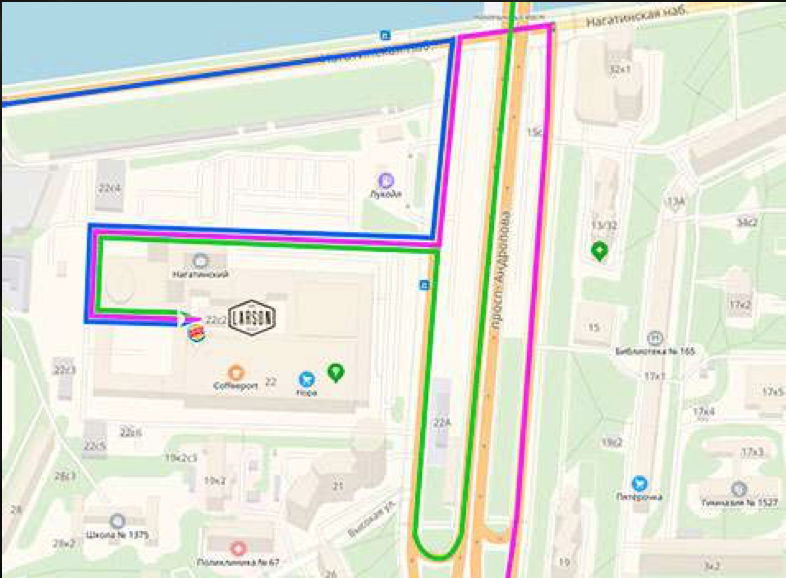 Нагатинская наб.
Нагатинская наб.
32к1
15с
Лукойл
22с4
13А
13/32
34с2
просп. Андропова
Нагатинский
22с2
LARSON
17к2
15
Библиотека № 165
17к1
22с3
Coffeeport
22
Нора
17к5
17к4
22А
22с6
22с5
19к2с3
19с2
17к3
28с3
19к2
21
Пятёрочка
Гимназия № 1527
28
Школа № 1375
Высокая ул.
28к2
Поликлиника № 67
26
19
3к2